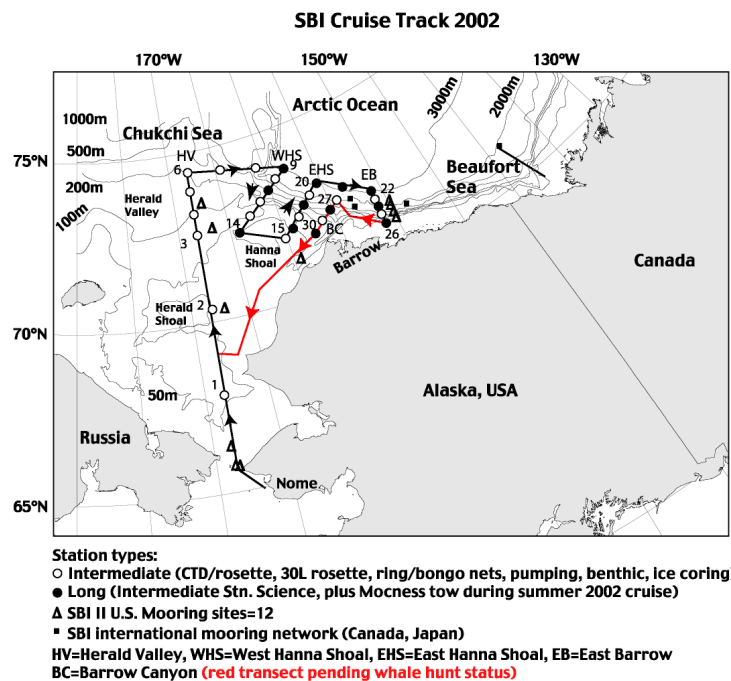 SBI Cruise Track 2002
170°W 150°W 130°W
3000m 2000m
Arctic Ocean
1000m
Chukchi Sea
500m
HV WHS
75°N 6 9 EHS EB Beaufort
Sea
200m 20 22
Herald
Valley
27
100m
14 15 30 BC 26
3
Hanna
Shoal
Barrow
Canada
Herald 2
Shoal
70°N
1
50m
Alaska, USA
Russia
Nome
65°N
Station types:
Intermediate (CTD/rosette, 30L rosette, ring/bongo nets, pumping, benthic, ice coring
Long (Intermediate Stn. Science, plus Mocness tow during summer 2002 cruise)
SBI II U.S. Mooring sites=12
SBI international mooring network (Canada, Japan)
HV=Herald Valley, WHS=West Hanna Shoal, EHS=East Hanna Shoal, EB=East Barrow
BC=Barrow Canyon (red transect pending whale hunt status)